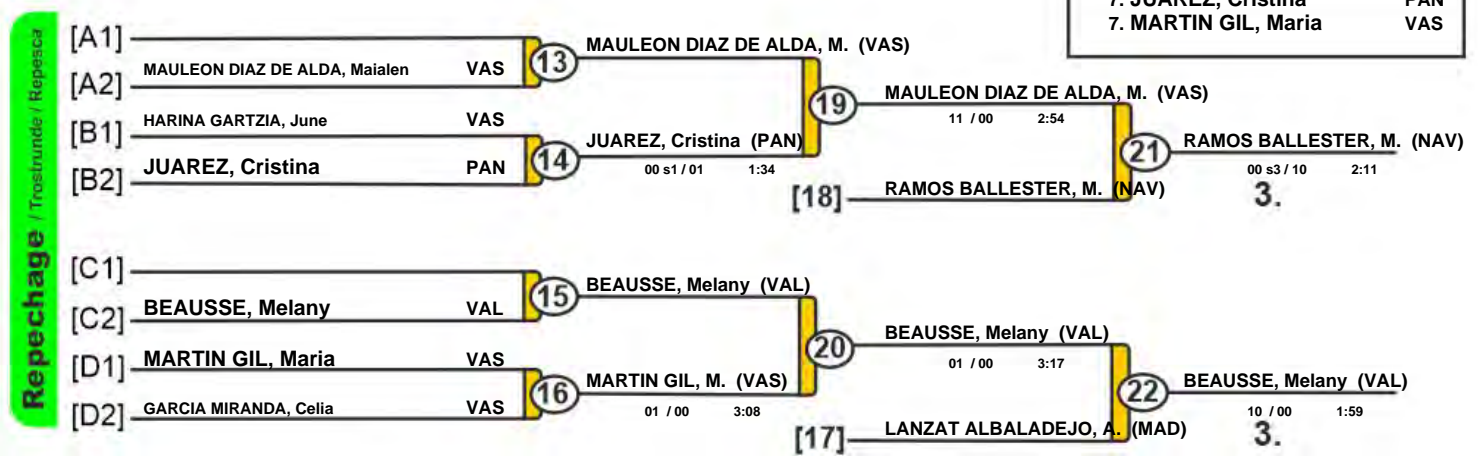 7. JUAREZ, Cristina PAN
7. MARTIN GIL, Maria VAS
Repechage / Trostrunde / Repesca
[A1]
MAULEON DIAZ DE ALDA, M. (VAS)
[A2] MAULEON DIAZ DE ALDA, Maialen VAS 13
19 MAULEON DIAZ DE ALDA, M. (VAS)
11 / 00 2:54
[B1] HARINA GARTZIA, June VAS
JUAREZ, Cristina (PAN)
00 s1 / 01 1:34
[B2] JUAREZ, Cristina PAN 14
21 RAMOS BALLESTER, M. (NAV)
00 s3 / 10 2:11
3.
[18] RAMOS BALLESTER, M. (NAV)
[C1]
BEAUSSE, Melany (VAL)
[C2] BEAUSSE, Melany VAL 15
20 BEAUSSE, Melany (VAL)
01 / 00 3:17
[D1] MARTIN GIL, Maria VAS
MARTIN GIL, M. (VAS)
01 / 00 3:08
[D2] GARCIA MIRANDA, Celia VAS 16
22 BEAUSSE, Melany (VAL)
10 / 00 1:59
3.
[17] LANZAT ALBALADEJO, A. (MAD)